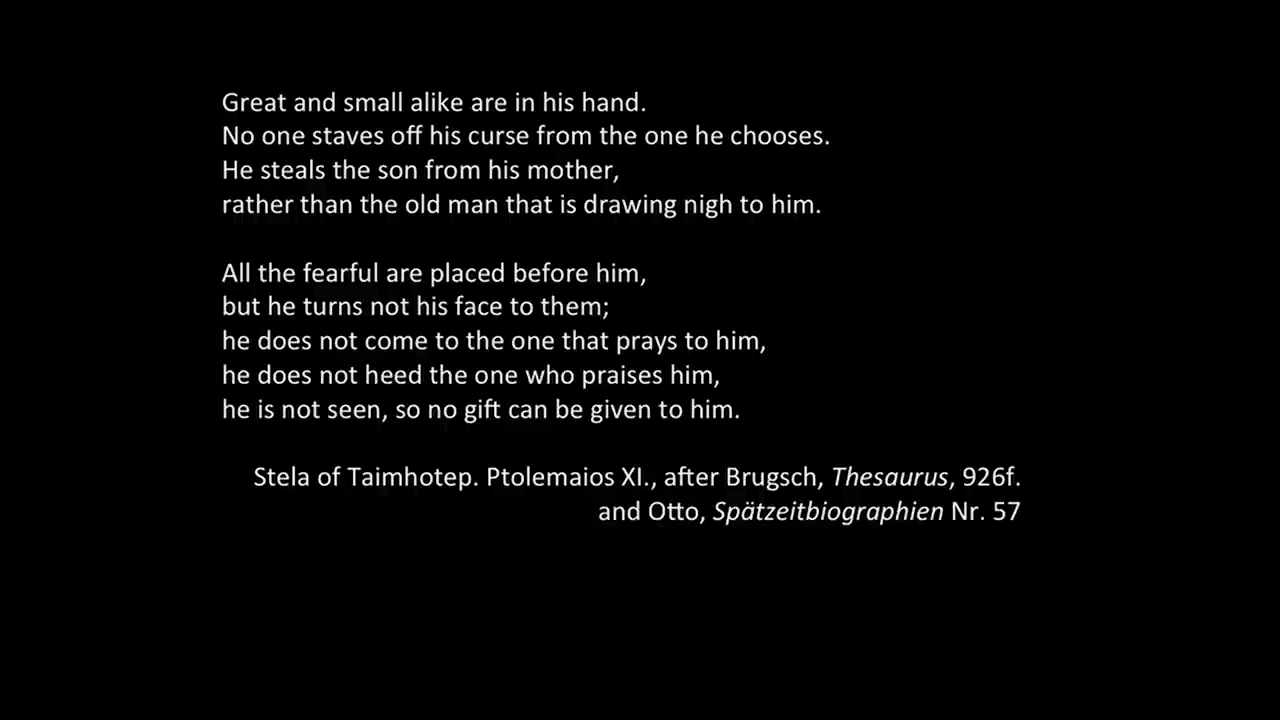 Great and small alike are in his hand.
No one staves off his curse from the one he chooses.
He steals the son from his mother,
rather than the old man that is drawing nigh to him.
All the fearful are placed before him,
but he turns not his face to them;
he does not come to the one that prays to him,
he does not heed the one who praises him,
he is not seen, so no gift can be given to him.
Stela of Taimhotep. Ptolemaios XI., after Brugsch, Thesaurus, 926f.
and Otto, Spätzeitbiographien Nr. 57